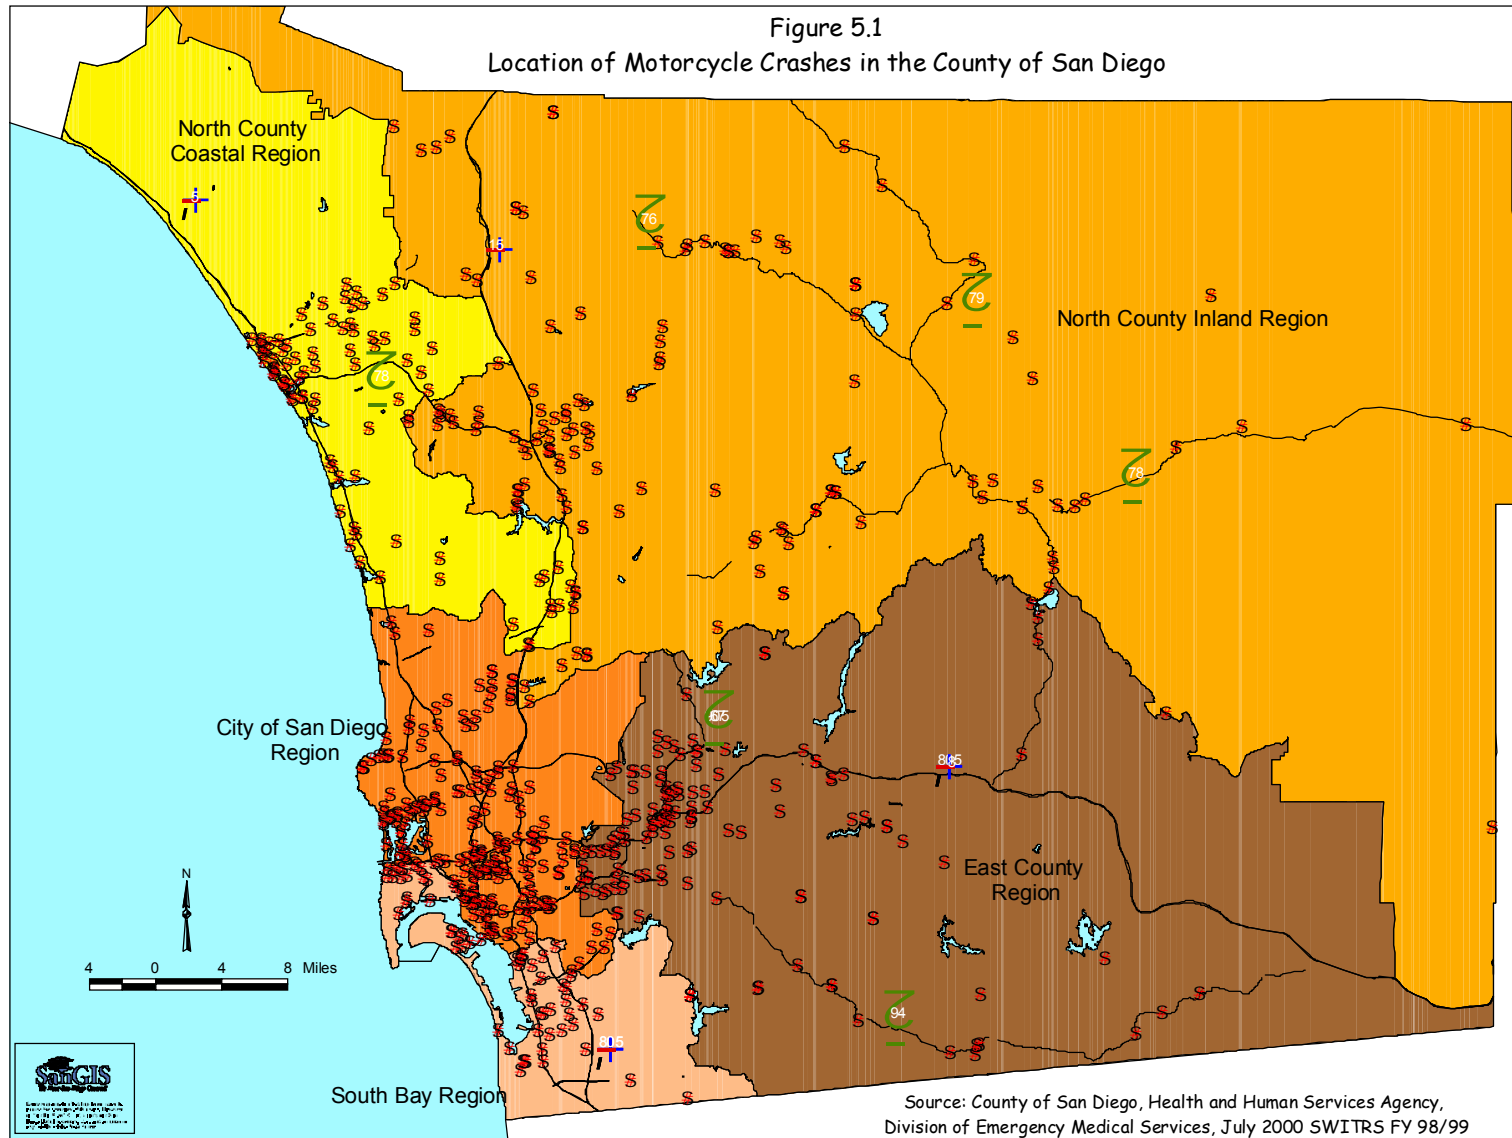 Figure 5.1
Location of Motorcycle Crashes in the County of San Diego
North County
Coastal Region
5
15
76
79
North County Inland Region
78
78
City of San Diego
Region
East County
Region
N
4 0 4 8 Miles
94
South Bay Region
SanGIS
Source: County of San Diego, Health and Human Services Agency,
Division of Emergency Medical Services, July 2000 SWITRS FY 98/99